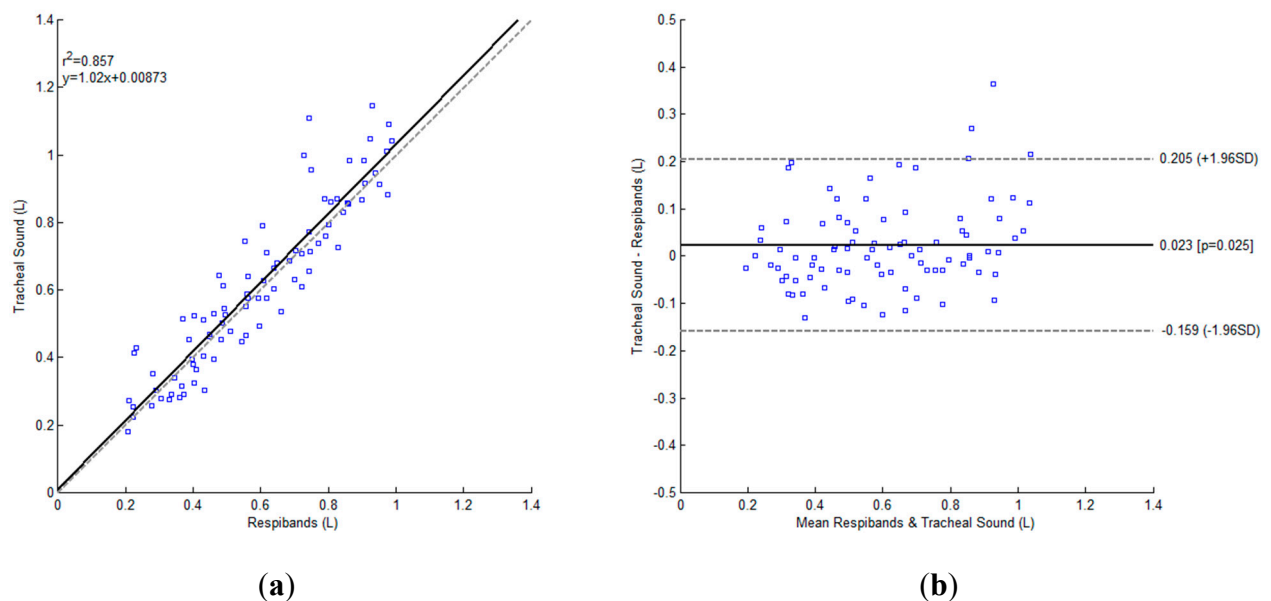 1.4
1.2
1
0.8
0.6
0.4
0.2
0
Tracheal Sound (L)
r²=0.857
y=1.02x+0.00873
0 0.2 0.4 0.6 0.8 1 1.2 1.4
Respibands (L)
(a)
0.5
0.4
0.3
0.2
0.1
0
-0.1
-0.2
-0.3
-0.4
-0.5
Tracheal Sound - Respibands (L)
0.205 (+1.96SD)
0.023 [p=0.025]
-0.159 (-1.96SD)
0 0.2 0.4 0.6 0.8 1 1.2 1.4
Mean Respibands & Tracheal Sound (L)
(b)